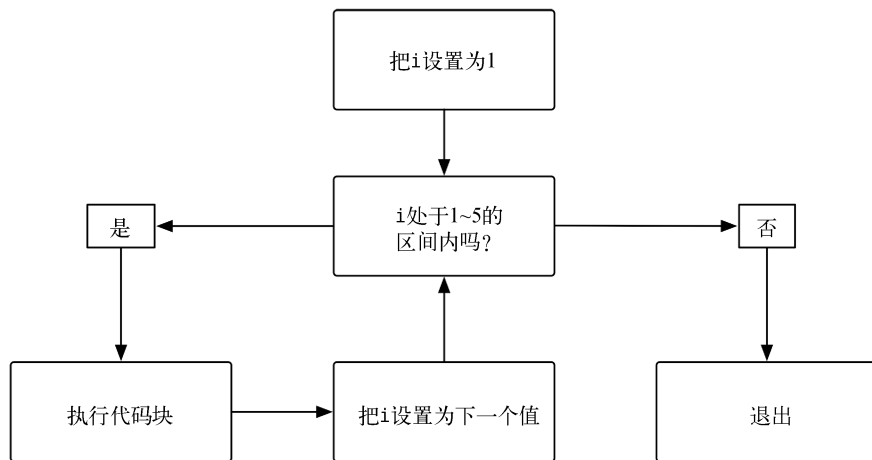 把i设置为1
i处于1~5的
区间内吗?
是
否
执行代码块
把i设置为下一个值
退出